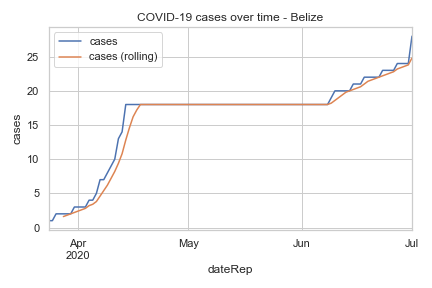 COVID-19 cases over time - Belize
cases
cases (rolling)
cases
25
20
15
10
5
0
Apr
2020
May
Jun
Jul
dateRep